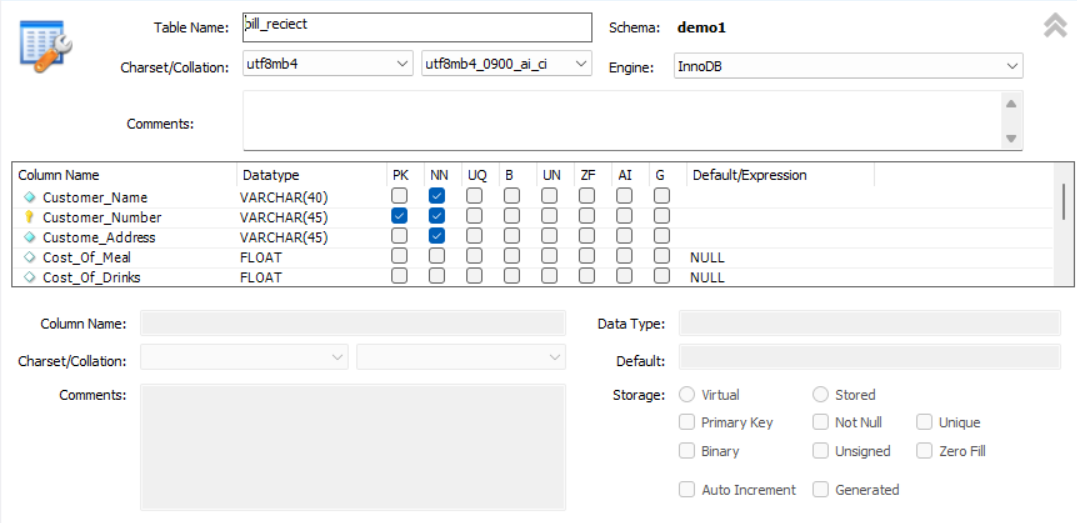 Table Name: bill_reciect Schema: demo1
Charset/Collation: utf8mb4 utf8mb4_0900_ai_ci Engine: InnoDB
Comments:
Column Name Datatype PK NN UQ B UN ZF AI G Default/Expression
Customer_Name VARCHAR(40)
Customer_Number VARCHAR(45)
Custome_Address VARCHAR(45)
Cost_Of_Meal FLOAT NULL
Cost_Of_Drinks FLOAT NULL
Column Name: Data Type:
Charset/Collation: Default:
Comments: Storage: Virtual Stored
Primary Key Not Null Unique
Binary Unsigned Zero Fill
Auto Increment Generated